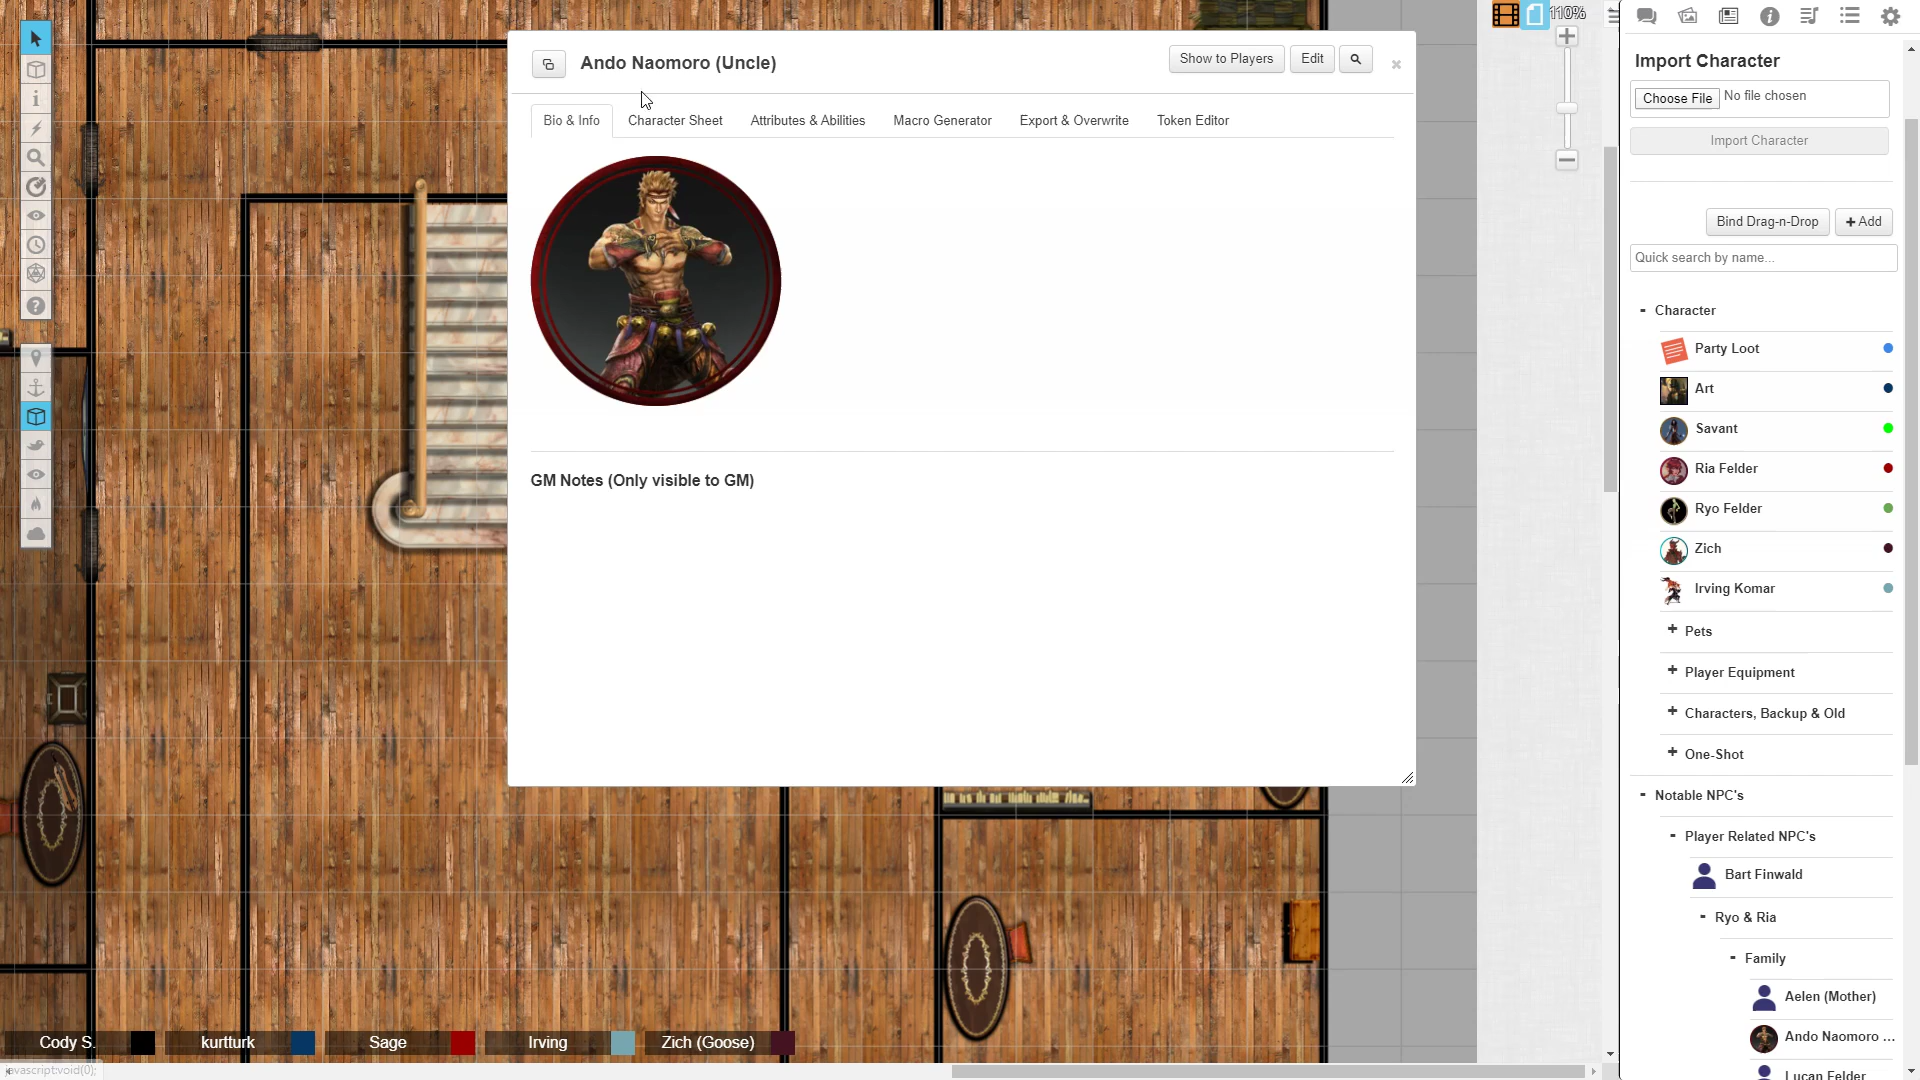 Ando Naomoro (Uncle)
Show to Players
Edit
Bio & Info
Character Sheet
Attributes & Abilities
Macro Generator
Export & Overwrite
Token Editor
GM Notes (Only visible to GM)
110%
Import Character
Choose File No file chosen
Import Character
Bind Drag-n-Drop
+ Add
Quick search by name...
- Character
Party Loot
Art
Savant
Ria Felder
Ryo Felder
Zich
Irving Komar
+ Pets
+ Player Equipment
+ Characters, Backup & Old
+ One-Shot
- Notable NPC's
- Player Related NPC's
Bart Finwald
- Ryo & Ria
- Family
Aelen (Mother)
Ando Naomoro ...
Lucan Felder
Cody S.
kurtturk
Sage
Irving
Zich (Goose)
javascript:void(0);